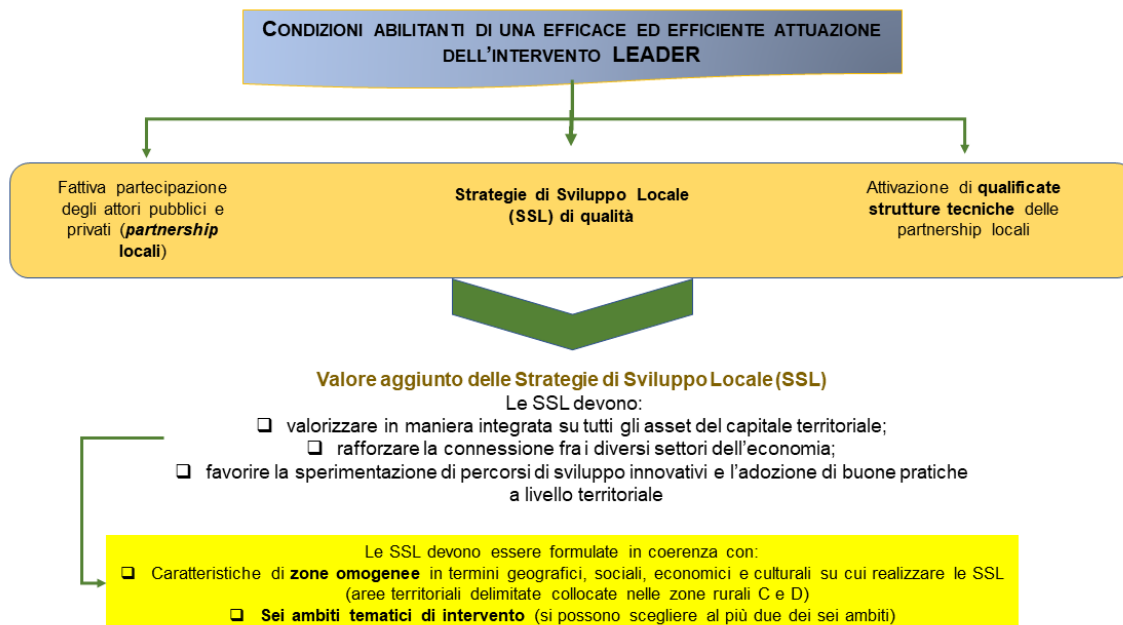 CONDIZIONI ABILITANTI DI UNA EFFICACE ED EFFICIENTE ATTUAZIONE
DELL'INTERVENTO LEADER
Fattiva partecipazione
degli attori pubblici e
privati (partnership
locali)
Strategie di Sviluppo Locale
(SSL) di qualità
Attivazione di qualificate
strutture tecniche delle
partnership locali
Valore aggiunto delle Strategie di Sviluppo Locale (SSL)
Le SSL devono:
❑ valorizzare in maniera integrata su tutti gli asset del capitale territoriale;
❑ rafforzare la connessione fra i diversi settori dell'economia;
❑ favorire la sperimentazione di percorsi di sviluppo innovativi e l'adozione di buone pratiche
a livello territoriale
Le SSL devono essere formulate in coerenza con:
❑ Caratteristiche di zone omogenee in termini geografici, sociali, economici e culturali su cui realizzare le SSL
(aree territoriali delimitate collocate nelle zone rurali C e D)
❑ Sei ambiti tematici di intervento (si possono scegliere al più due dei sei ambiti)